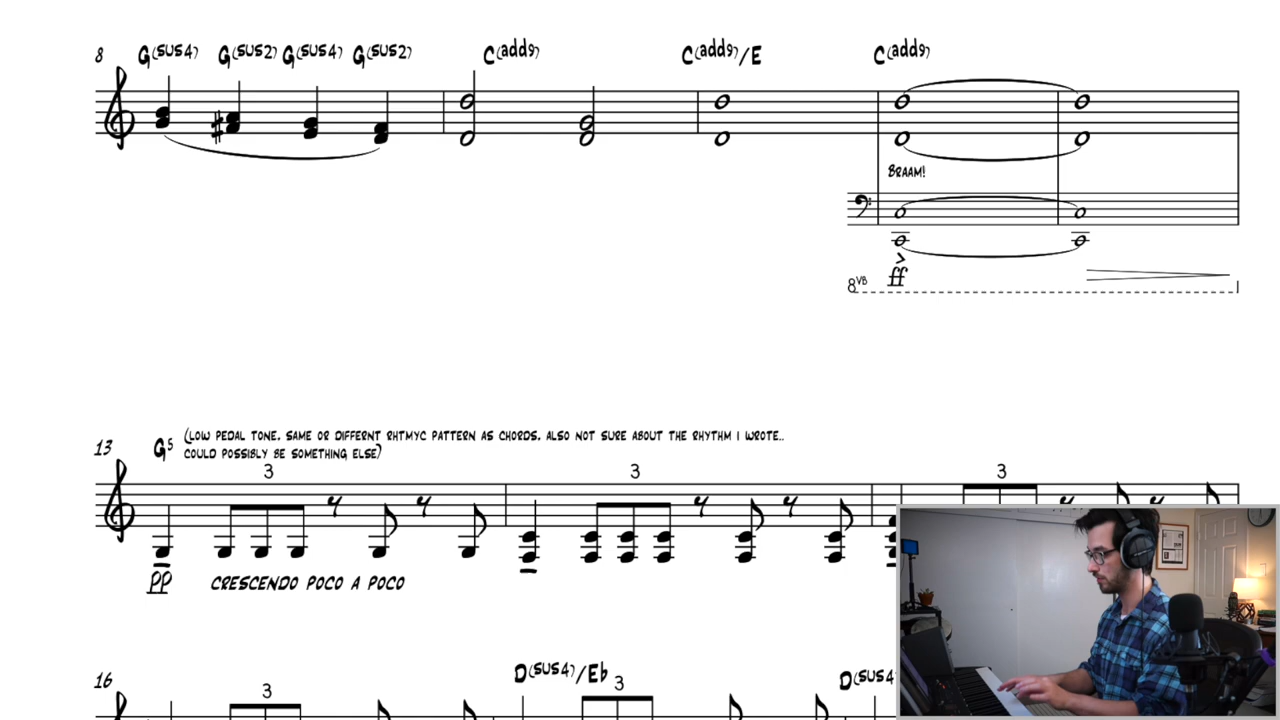 8 G(sus4) G(sus2) G(sus4) G(sus2) C(add9) C(add9)/E C(add9)
BRAAM!
ff
8VB
13 G5 (LOW PEDAL TONE. SAME OR DIFFERNT RHTMYC PATTERN AS CHORDS. ALSO NOT SURE ABOUT THE RHYTHM I WROTE..
COULD POSSIBLY BE SOMETHING ELSE)
3 3 3
pp CRESCENDO POCO A POCO
16 D(SUS4)/Eb D(SUS4
3 3